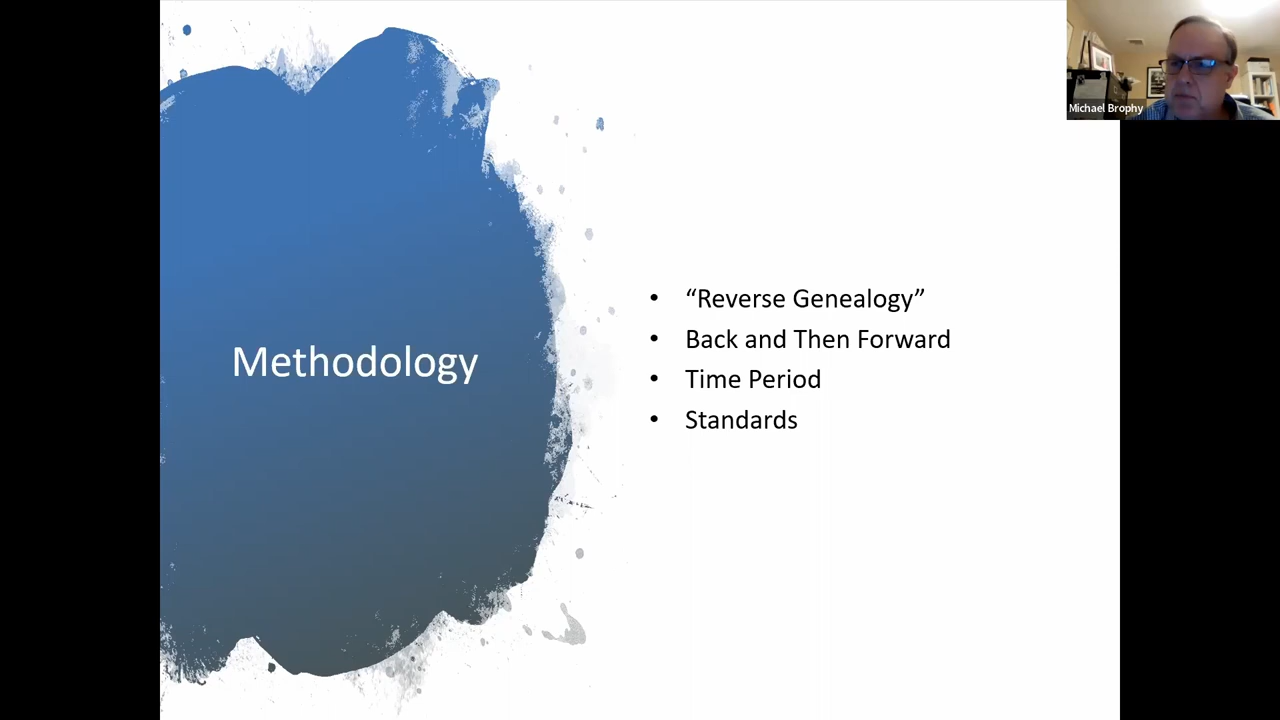 Michael Brophy
Methodology
• “Reverse Genealogy”
• Back and Then Forward
• Time Period
• Standards